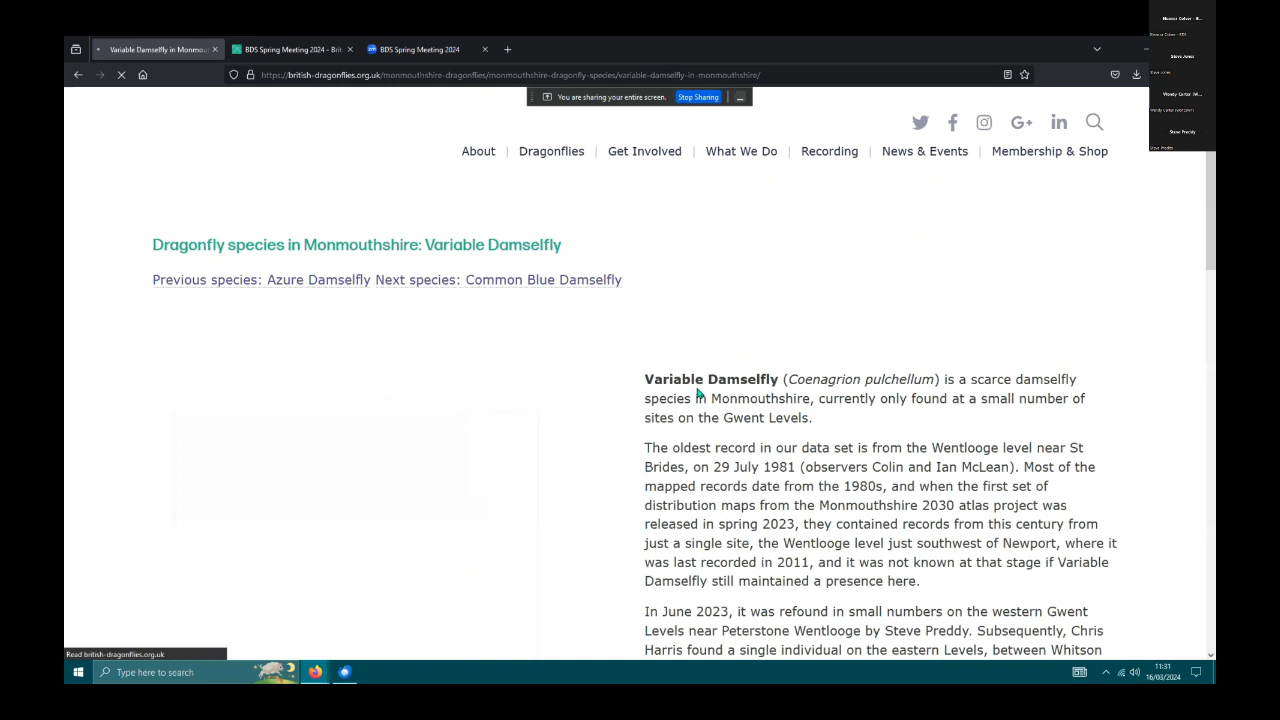 Eleanor Colver - B...
Eleanor Colver - BDS
Steve Jones
Steve Jones
Wendy Carter
Wendy Carter
Steve Preddy
Steve Preddy
Variable Damselfly in Monmou
BDS Spring Meeting 2024 - Brit
BDS Spring Meeting 2024
https://british-dragonflies.org.uk/monmouthshire-dragonflies/monmouthshire-dragonfly-species/variable-damselfly-in-monmouthshire/
You are sharing your entire screen.
Stop Sharing
About | Dragonflies | Get Involved | What We Do | Recording | News & Events | Membership & Shop
Dragonfly species in Monmouthshire: Variable Damselfly
Previous species: Azure Damselfly Next species: Common Blue Damselfly
Variable Damselfly (Coenagrion pulchellum) is a scarce damselfly
species in Monmouthshire, currently only found at a small number of
sites on the Gwent Levels.
The oldest record in our data set is from the Wentlooge level near St
Brides, on 29 July 1981 (observers Colin and Ian McLean). Most of the
mapped records date from the 1980s, and when the first set of
distribution maps from the Monmouthshire 2030 atlas project was
released in spring 2023, they contained records from this century from
just a single site, the Wentlooge level just southwest of Newport, where it
was last recorded in 2011, and it was not known at that stage if Variable
Damselfly still maintained a presence here.
In June 2023, it was refound in small numbers on the western Gwent
Levels near Peterstone Wentlooge by Steve Preddy. Subsequently, Chris
Harris found a single individual on the eastern Levels, between Whitson
Read british-dragonflies.org.uk
Type here to search
11:31
16/03/2024